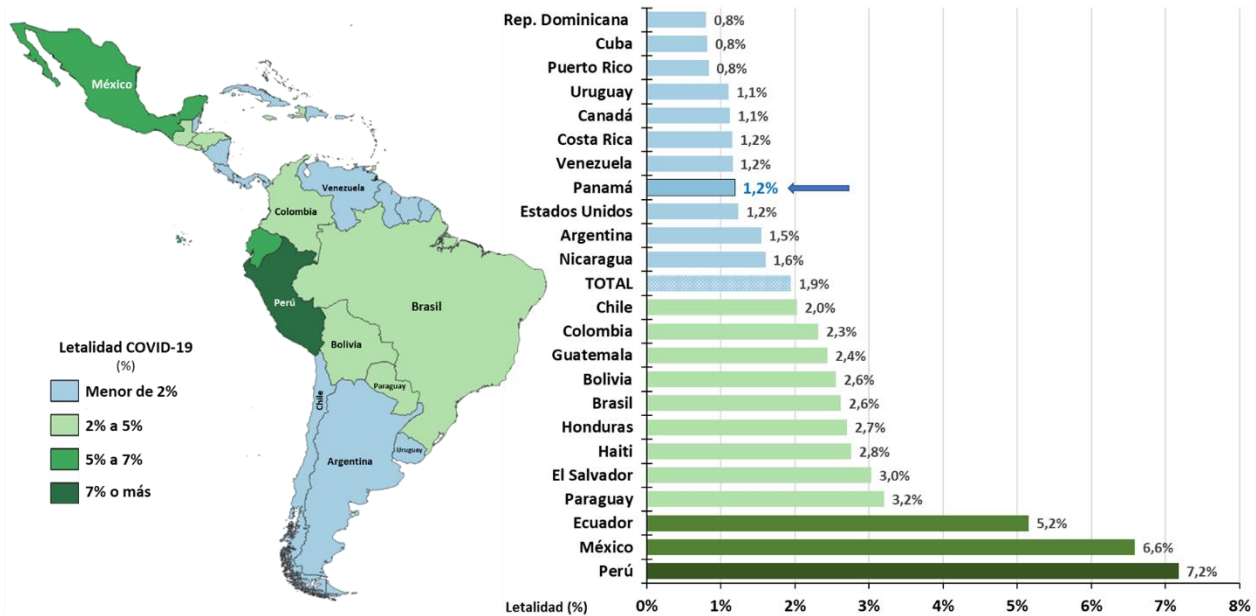 México
Venezuela
Colombia
Perú
Brasil
Bolivia
Paraguay
Chile
Argentina
Uruguay
Letalidad COVID-19
(%)
Menor de 2%
2% a 5%
5% a 7%
7% o más
Rep. Dominicana 0,8%
Cuba 0,8%
Puerto Rico 0,8%
Uruguay 1,1%
Canadá 1,1%
Costa Rica 1,2%
Venezuela 1,2%
Panamá 1,2%
Estados Unidos 1,2%
Argentina 1,5%
Nicaragua 1,6%
TOTAL 1,9%
Chile 2,0%
Colombia 2,3%
Guatemala 2,4%
Bolivia 2,6%
Brasil 2,6%
Honduras 2,7%
Haiti 2,8%
El Salvador 3,0%
Paraguay 3,2%
Ecuador 5,2%
México 6,6%
Perú 7,2%
Letalidad (%) 0% 1% 2% 3% 4% 5% 6% 7% 8%